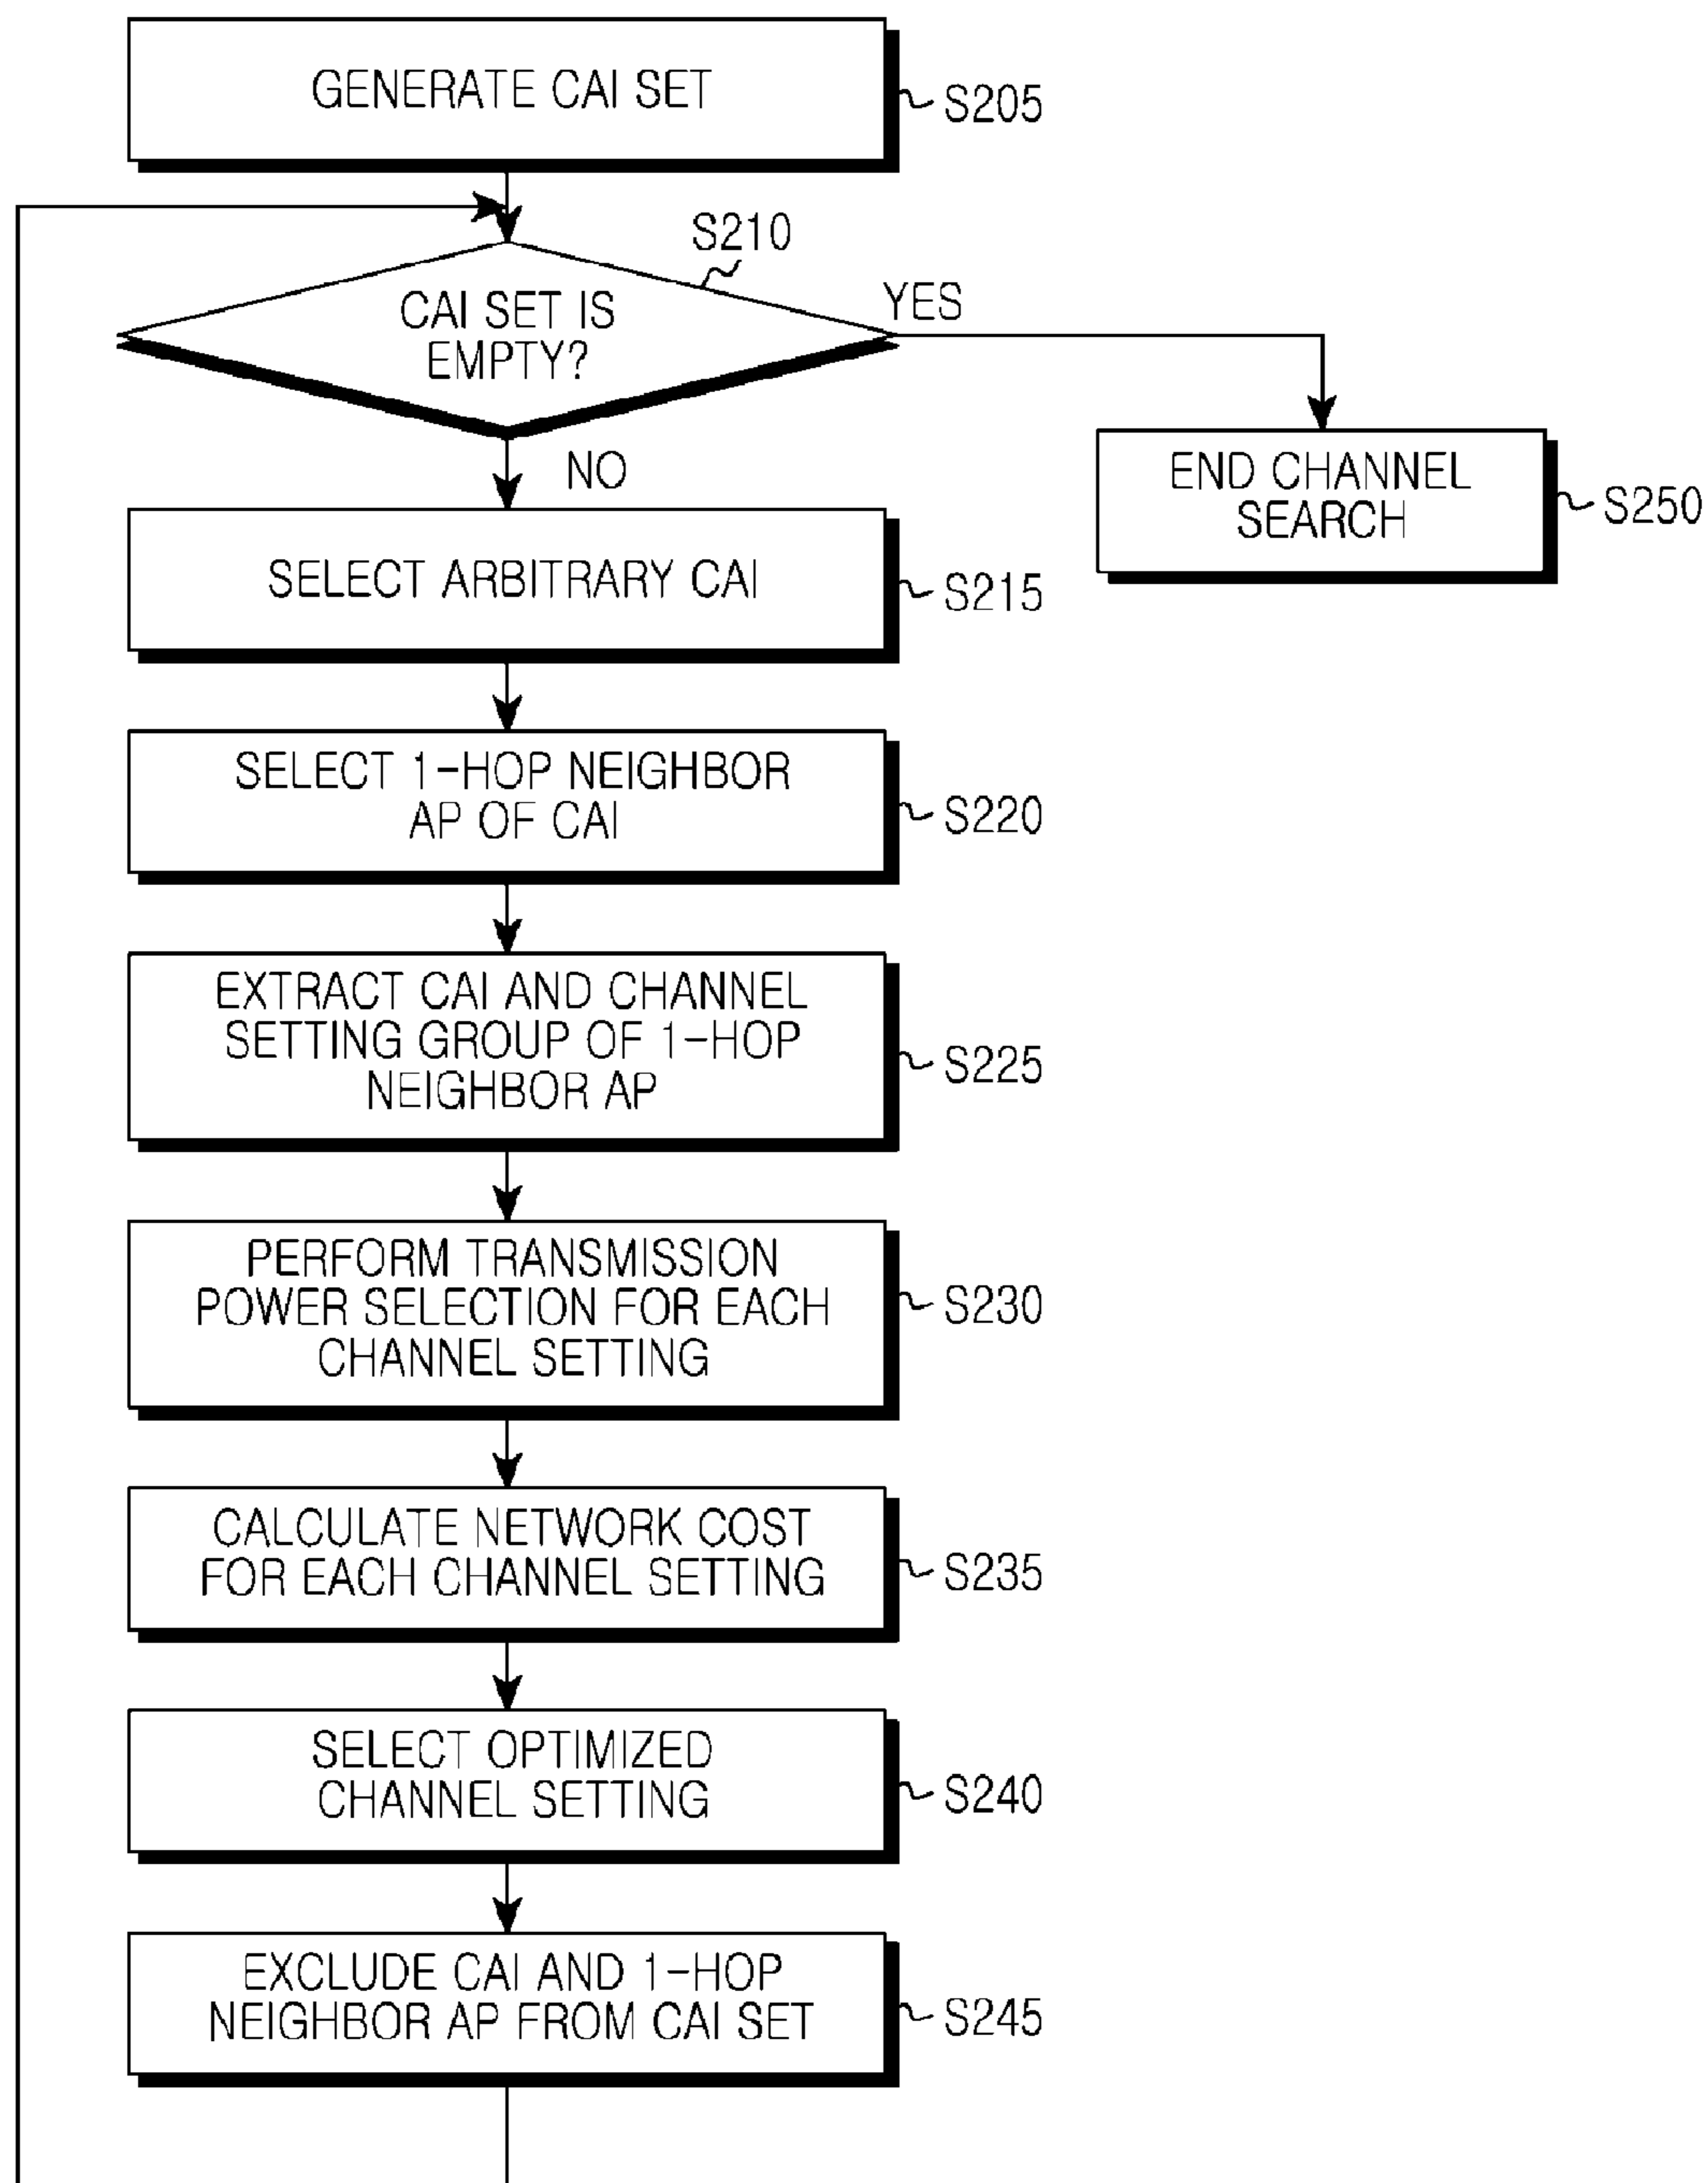 GENERATE CAI SET
S205
S210
CAI SET IS
EMPTY?
YES
NO
END CHANNEL
SEARCH
S250
SELECT ARBITRARY CAI
S215
SELECT 1-HOP NEIGHBOR
AP OF CAI
S220
EXTRACT CAI AND CHANNEL
SETTING GROUP OF 1-HOP
NEIGHBOR AP
S225
PERFORM TRANSMISSION
POWER SELECTION FOR EACH
CHANNEL SETTING
S230
CALCULATE NETWORK COST
FOR EACH CHANNEL SETTING
S235
SELECT OPTIMIZED
CHANNEL SETTING
S240
EXCLUDE CAI AND 1-HOP
NEIGHBOR AP FROM CAI SET
S245